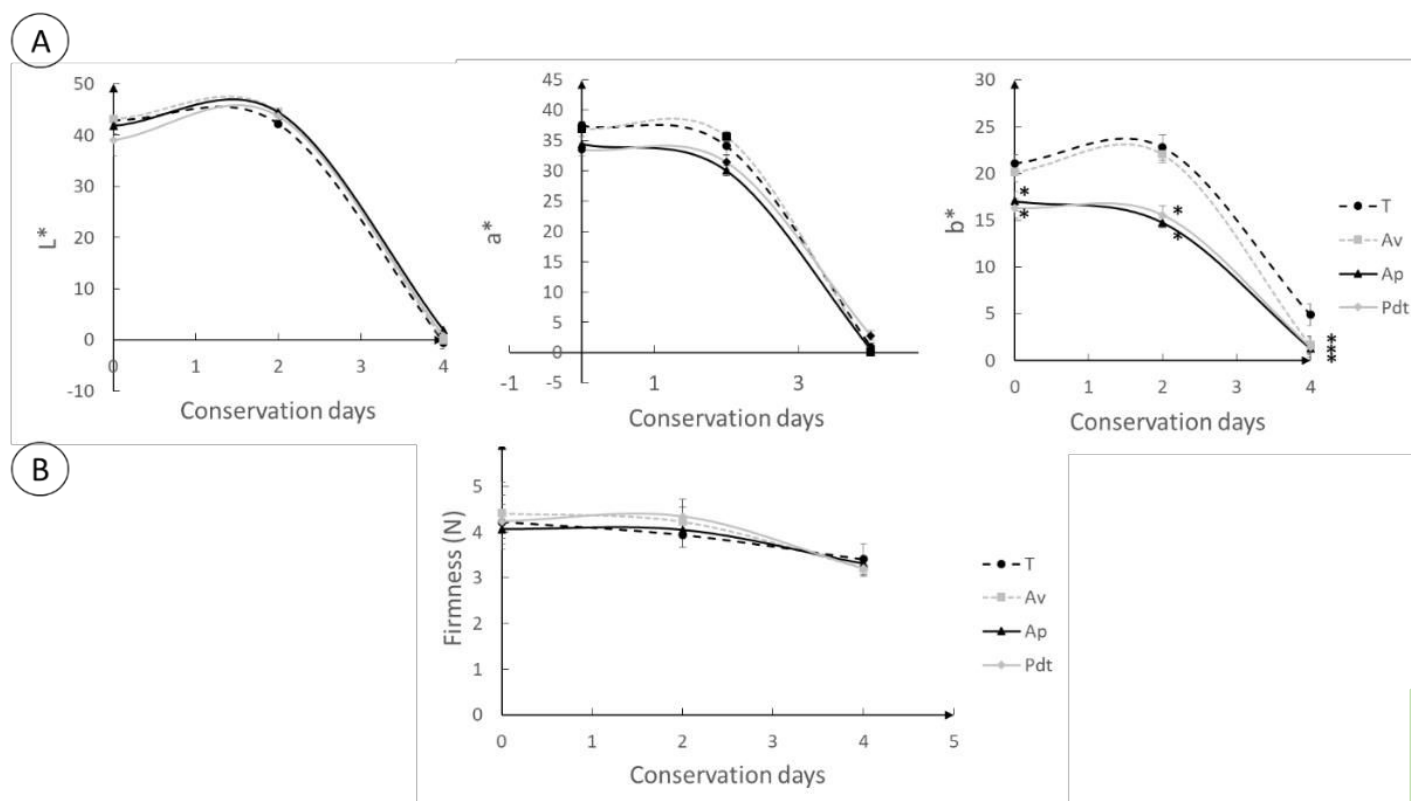 A
L*
50
40
30
20
10
0
-10
0 1 2 3 4
Conservation days
a*
45
40
35
30
25
20
15
10
5
0
-5
-1 1 3
Conservation days
b*
30
25
20
15
10
5
0
* *
* *
* * *
0 1 2 3 4
Conservation days
T
Av
Ap
Pdt
B
Firmness (N)
5
4
3
2
1
0
0 1 2 3 4 5
Conservation days
T
Av
Ap
Pdt